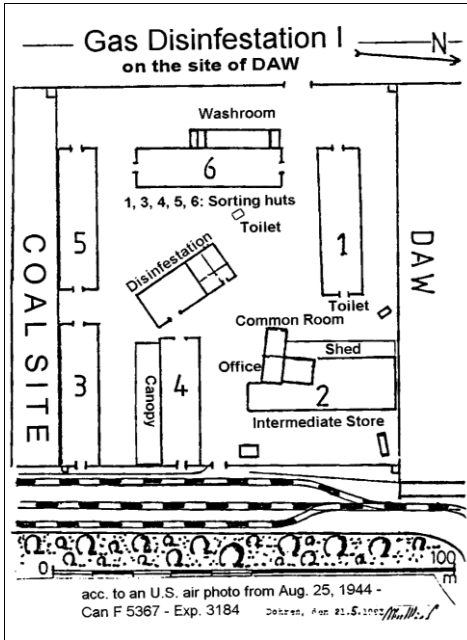 Gas Disinfestation I
on the site of DAW
N
Washroom
6
1, 3, 4, 5, 6: Sorting huts
Toilet
5
1
COAL SITE
DAW
Disinfestation
Toilet
Common Room
Shed
Office
3
Canopy
4
2
Intermediate Store
0
100
m
acc. to an U.S. air photo from Aug. 25, 1944 -
Can F 5367 - Exp. 3184